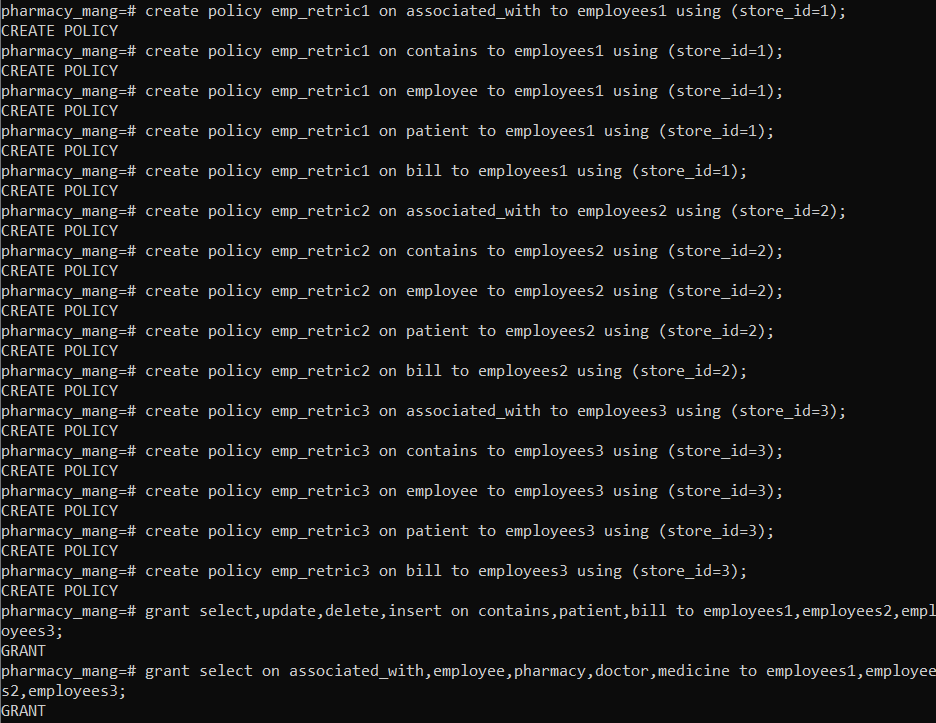 pharmacy_mang=# create policy emp_retric1 on associated_with to employees1 using (store_id=1);
CREATE POLICY
pharmacy_mang=# create policy emp_retric1 on contains to employees1 using (store_id=1);
CREATE POLICY
pharmacy_mang=# create policy emp_retric1 on employee to employees1 using (store_id=1);
CREATE POLICY
pharmacy_mang=# create policy emp_retric1 on patient to employees1 using (store_id=1);
CREATE POLICY
pharmacy_mang=# create policy emp_retric1 on bill to employees1 using (store_id=1);
CREATE POLICY
pharmacy_mang=# create policy emp_retric2 on associated_with to employees2 using (store_id=2);
CREATE POLICY
pharmacy_mang=# create policy emp_retric2 on contains to employees2 using (store_id=2);
CREATE POLICY
pharmacy_mang=# create policy emp_retric2 on employee to employees2 using (store_id=2);
CREATE POLICY
pharmacy_mang=# create policy emp_retric2 on patient to employees2 using (store_id=2);
CREATE POLICY
pharmacy_mang=# create policy emp_retric2 on bill to employees2 using (store_id=2);
CREATE POLICY
pharmacy_mang=# create policy emp_retric3 on associated_with to employees3 using (store_id=3);
CREATE POLICY
pharmacy_mang=# create policy emp_retric3 on contains to employees3 using (store_id=3);
CREATE POLICY
pharmacy_mang=# create policy emp_retric3 on employee to employees3 using (store_id=3);
CREATE POLICY
pharmacy_mang=# create policy emp_retric3 on patient to employees3 using (store_id=3);
CREATE POLICY
pharmacy_mang=# create policy emp_retric3 on bill to employees3 using (store_id=3);
CREATE POLICY
pharmacy_mang=# grant select,update,delete,insert on contains,patient,bill to employees1,employees2,empl
oyees3;
GRANT
pharmacy_mang=# grant select on associated_with,employee,pharmacy,doctor,medicine to employees1,employee
s2,employees3;
GRANT